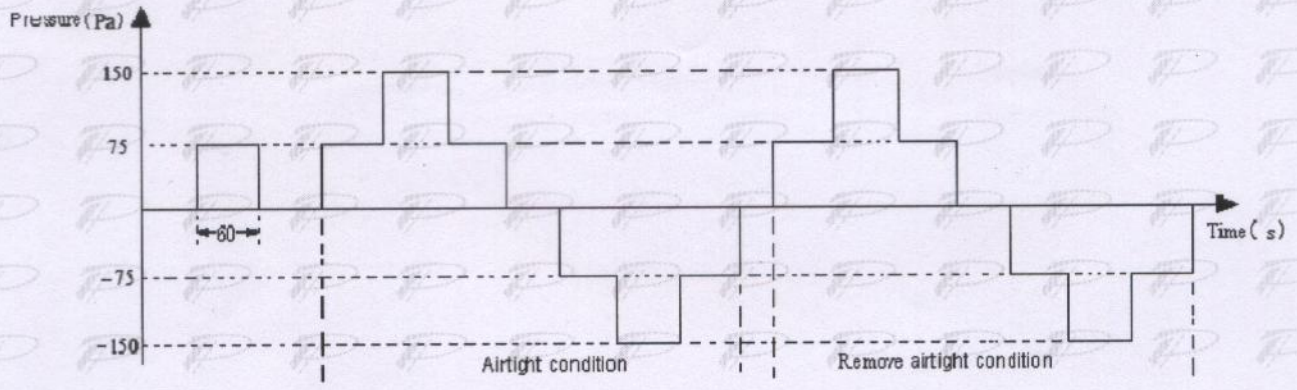 Pressure(Pa)
150
75
60
Time( s)
-75
-150
Airtight condition
Remove airtight condition